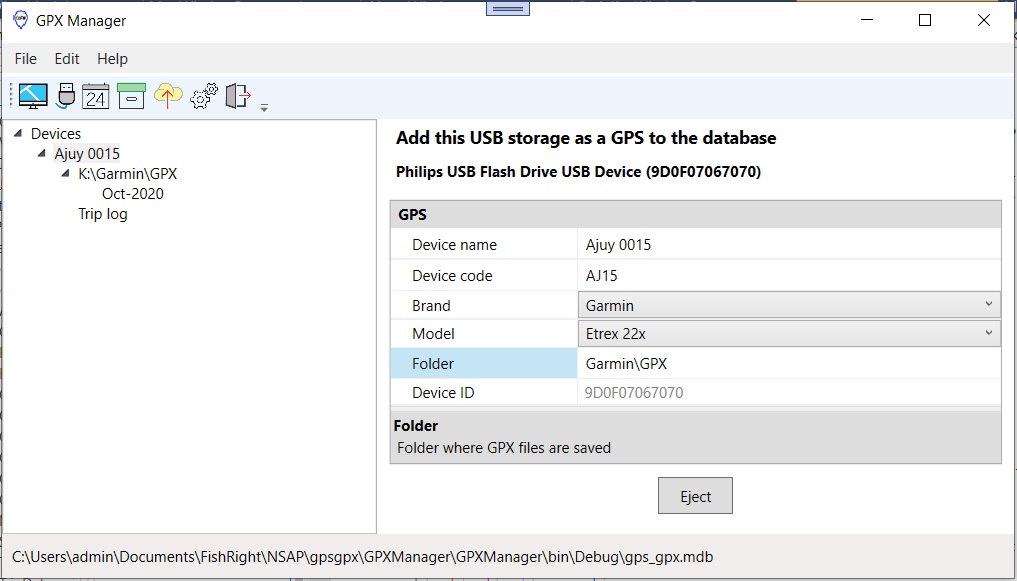 GPX Manager
File Edit Help
24
Devices
Ajuy 0015
K:\Garmin\GPX
Oct-2020
Trip log
Add this USB storage as a GPS to the database
Philips USB Flash Drive USB Device (9D0F07067070)
GPS
Device name Ajuy 0015
Device code AJ15
Brand Garmin
Model Etrex 22x
Folder Garmin\GPX
Device ID 9D0F07067070
Folder
Folder where GPX files are saved
Eject
C:\Users\admin\Documents\FishRight\NSAP\gpsgpx\GPXManager\GPXManager\bin\Debug\gps_gpx.mdb